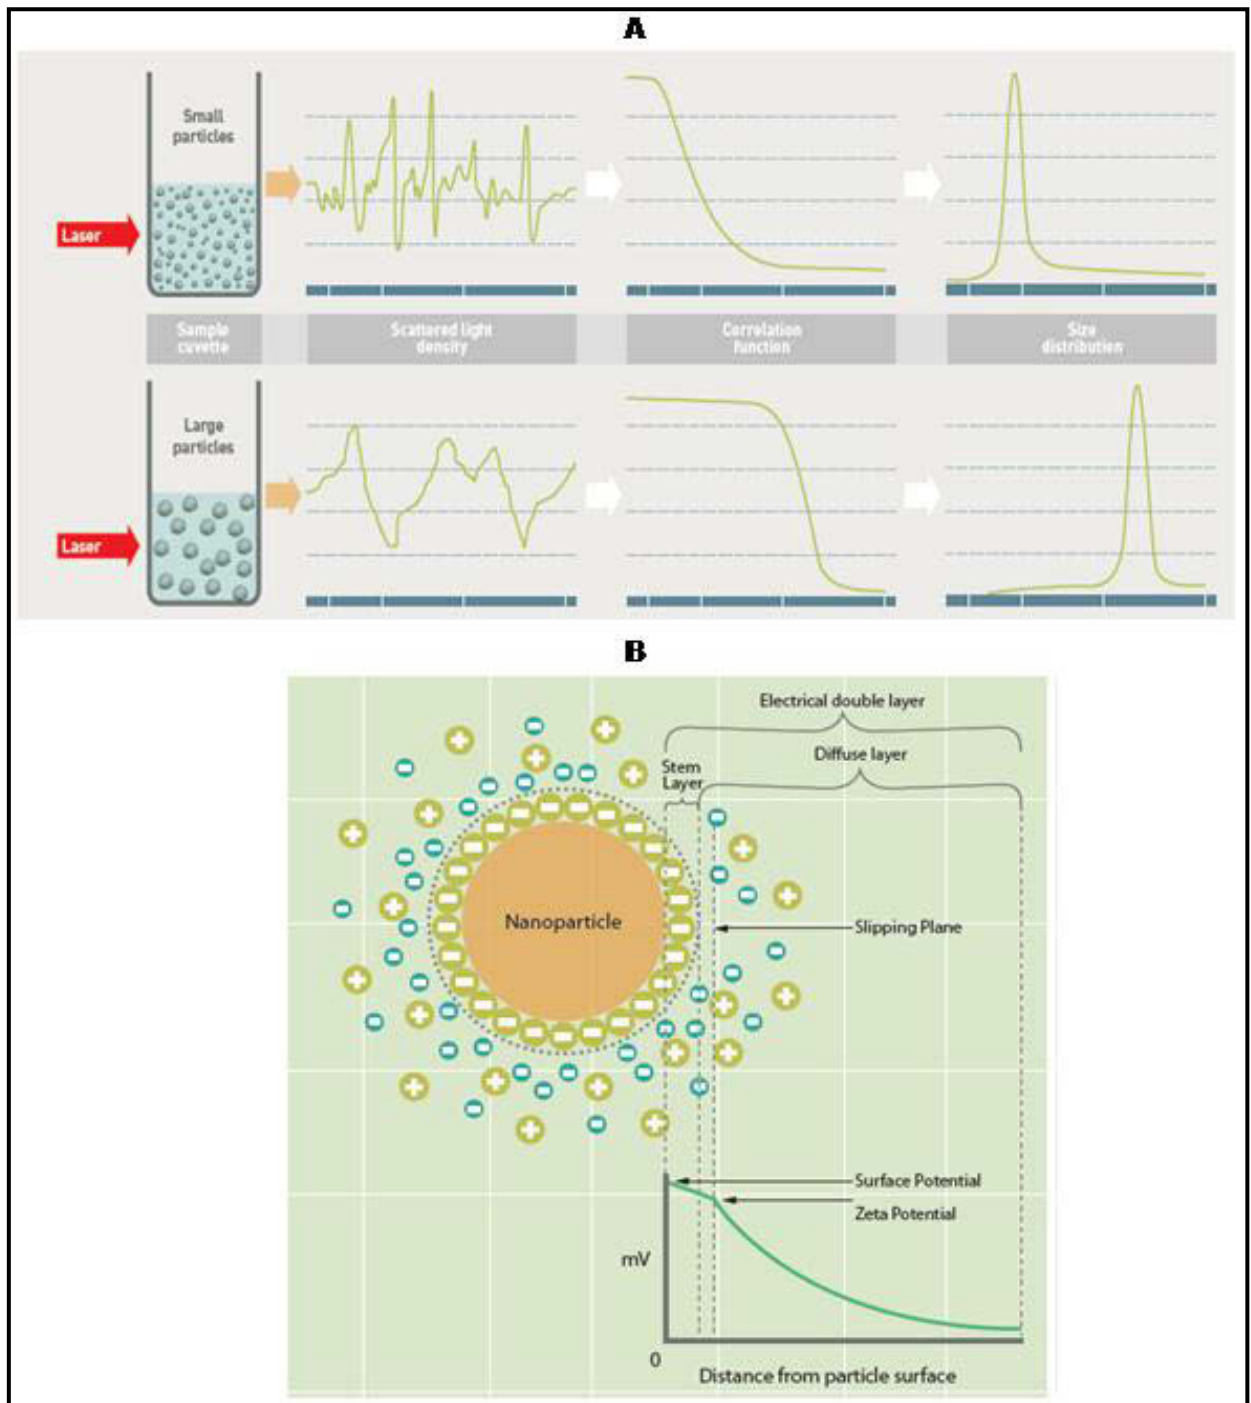 A
Small
particles
Laser
Sample
cuvette
Scattered light
density
Correlation
function
Size
distribution
Large
particles
Laser
B
Electrical double layer
Stem
Layer
Diffuse layer
Nanoparticle
Slipping Plane
Surface Potential
Zeta Potential
mV
0
Distance from particle surface